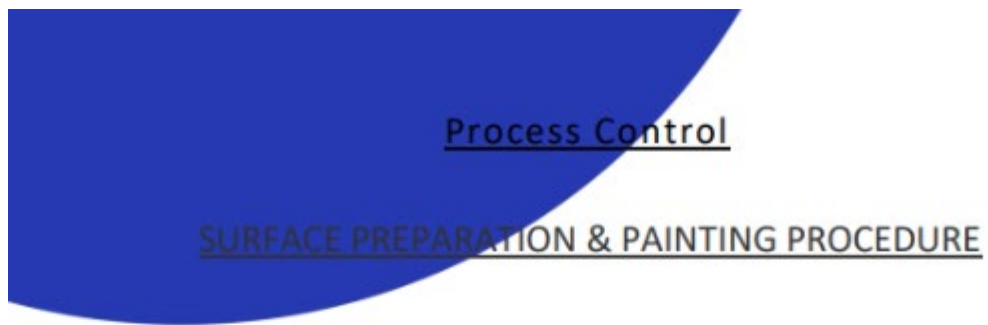 Process Control
SURFACE PREPARATION & PAINTING PROCEDURE